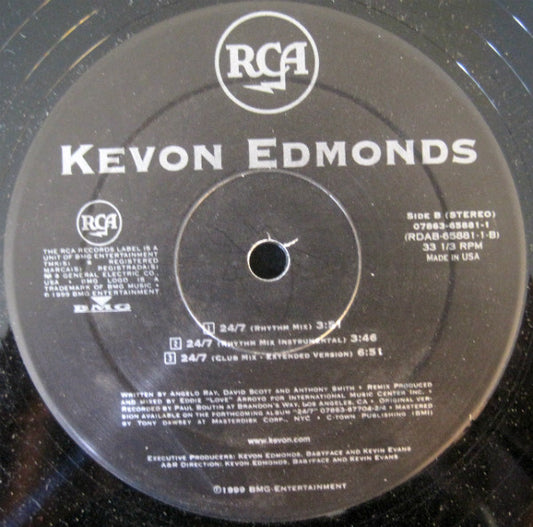 RCA
KEVON EDMONDS
RCA
THE RCA RECORDS LABEL IS A
UNIT OF BMG ENTERTAINMENT
TMK(S) ® REGISTERED
MARCA(S) ® REGISTRADA(S)
GENERAL ELECTRIC CO.,
USA • BMG LOGO IS A
TRADEMARK OF BMG MUSIC •
© 1999 BMG ENTERTAINMENT
BMG
SIDE B (STEREO)
07863-65881-1
(RDAB-65881-1-B)
33 1/3 RPM
MADE IN USA
1 24/7 (RHYTHM MIX)
2 24/7 (RHYTHM MIX INSTRUMENTAL) 3:46
3 24/7 (CLUB MIX - EXTENDED VERSION) 6:51
WRITTEN BY ANGELO RAY, DAVID SCOTT AND ANTHONY SMITH • REMIX PRODUCED
AND MIXED BY EDDIE "LOVE" ARROYO FOR INTERNATIONAL MUSIC CENTER INC. •
RECORDED BY PAUL BOUTIN AT BRANDON'S WAY, LOS ANGELES, CA • ORIGINAL VER-
SION AVAILABLE ON THE UPCOMING ALBUM "24/7" 07863-67704-2/4 • MASTERED
BY TONY DAWSEY AT MASTERDISK CORP., NYC • C-TOWN PUBLISHING (BMI)
www.kevon.com
EXECUTIVE PRODUCERS: KEVON EDMONDS, BABYFACE AND KEVIN EVANS
A&R DIRECTION: KEVON EDMONDS, BABYFACE AND KEVIN EVANS
℗©1999 BMG ENTERTAINMENT